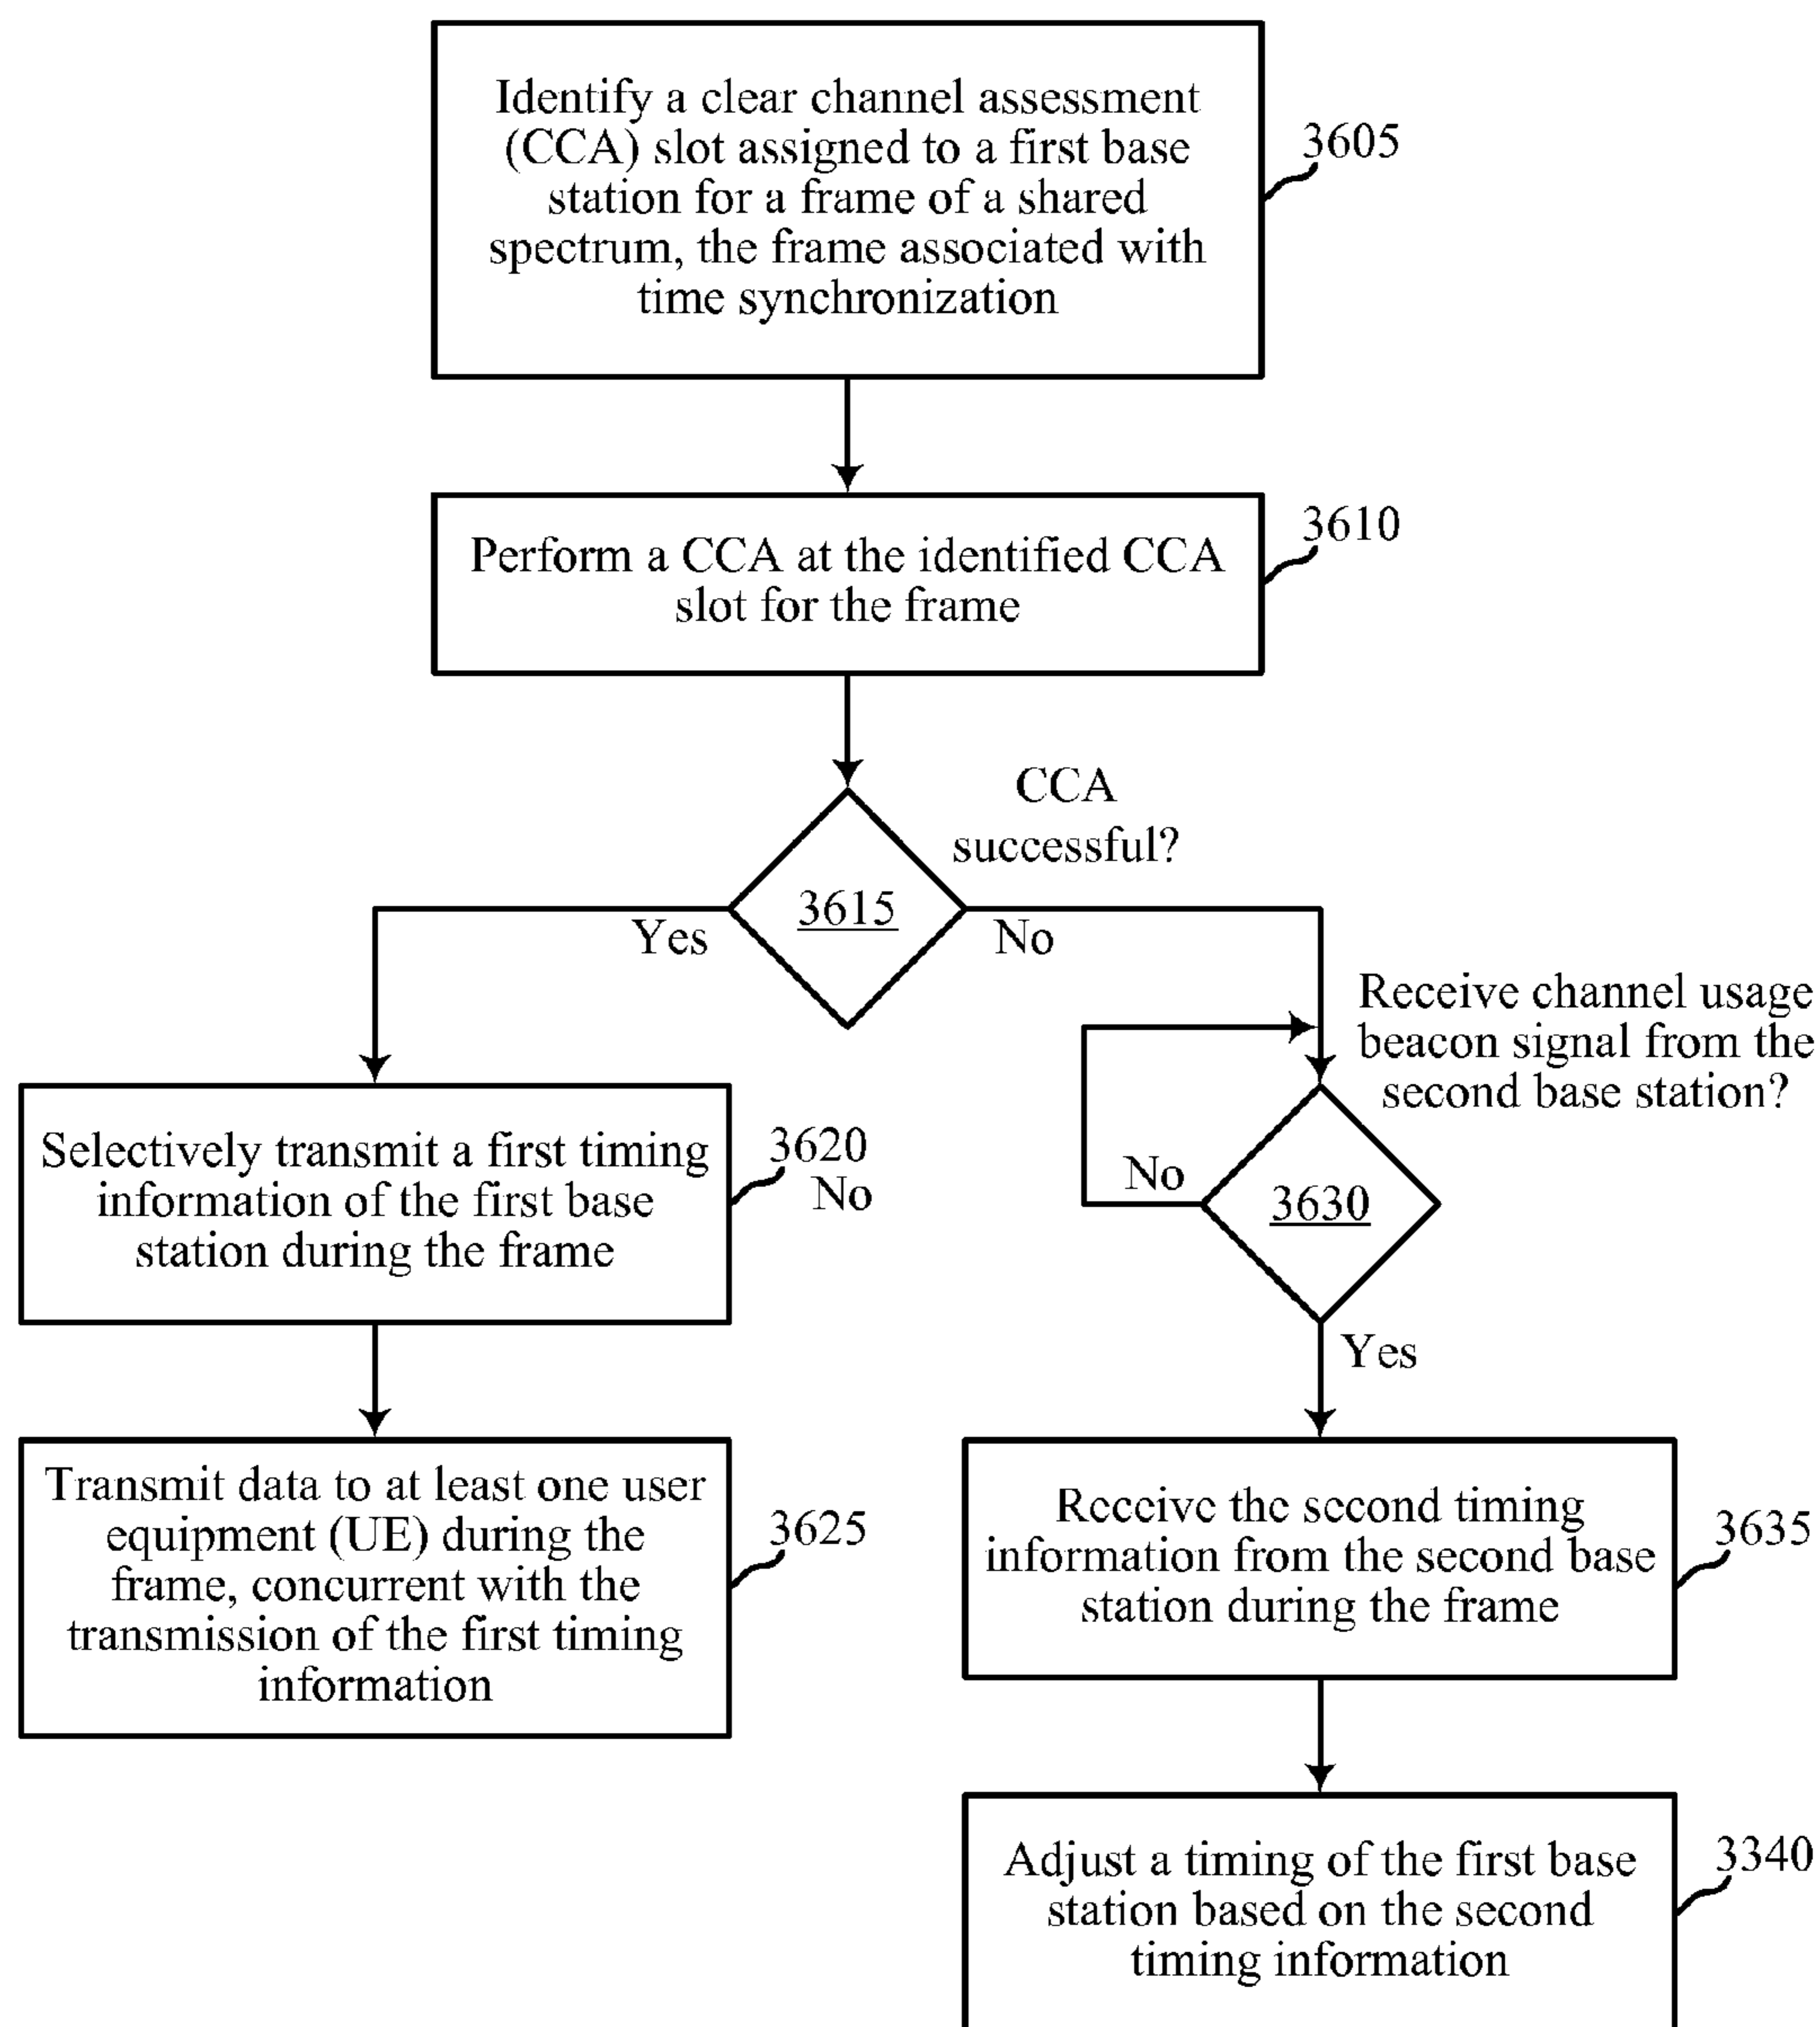 Identify a clear channel assessment
(CCA) slot assigned to a first base
station for a frame of a shared
spectrum, the frame associated with
time synchronization
3605
Perform a CCA at the identified CCA
slot for the frame
3610
CCA
successful?
3615
Yes
No
Receive channel usage
beacon signal from the
second base station?
Selectively transmit a first timing
information of the first base
station during the frame
3620
No
No
3630
Yes
Transmit data to at least one user
equipment (UE) during the
frame, concurrent with the
transmission of the first timing
information
3625
Receive the second timing
information from the second base
station during the frame
3635
Adjust a timing of the first base
station based on the second
timing information
3340